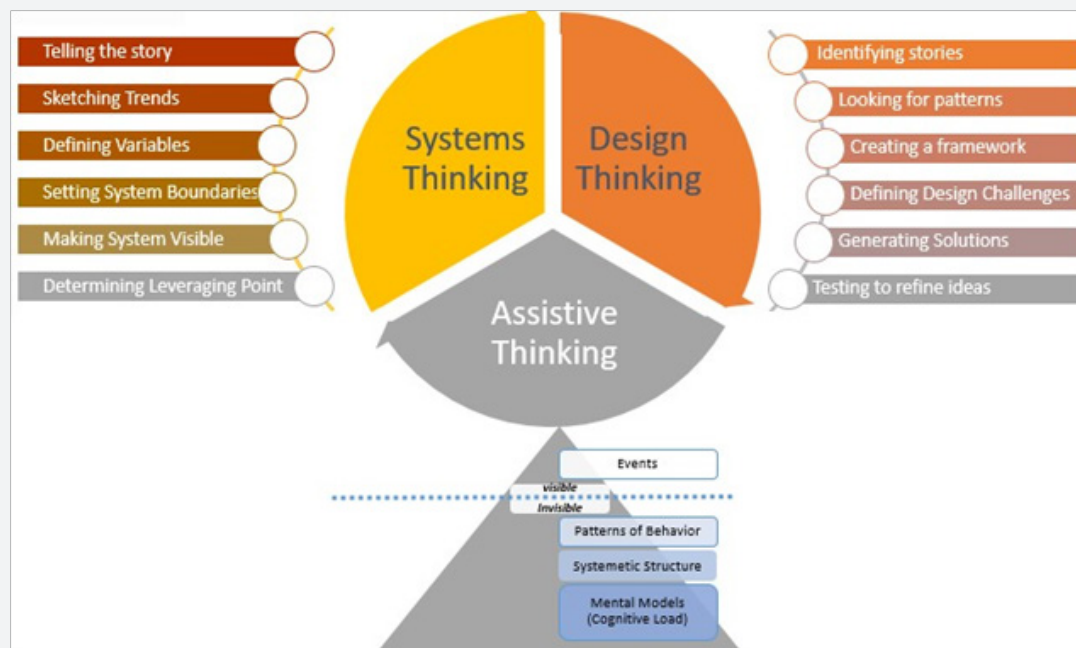 Telling the story
Sketching Trends
Defining Variables
Setting System Boundaries
Making System Visible
Determining Leveraging Point
Systems
Thinking
Design
Thinking
Assistive
Thinking
Identifying stories
Looking for patterns
Creating a framework
Defining Design Challenges
Generating Solutions
Testing to refine ideas
Events
visible
Invisible
Patterns of Behavior
Systemetic Structure
Mental Models
(Cognitive Load)